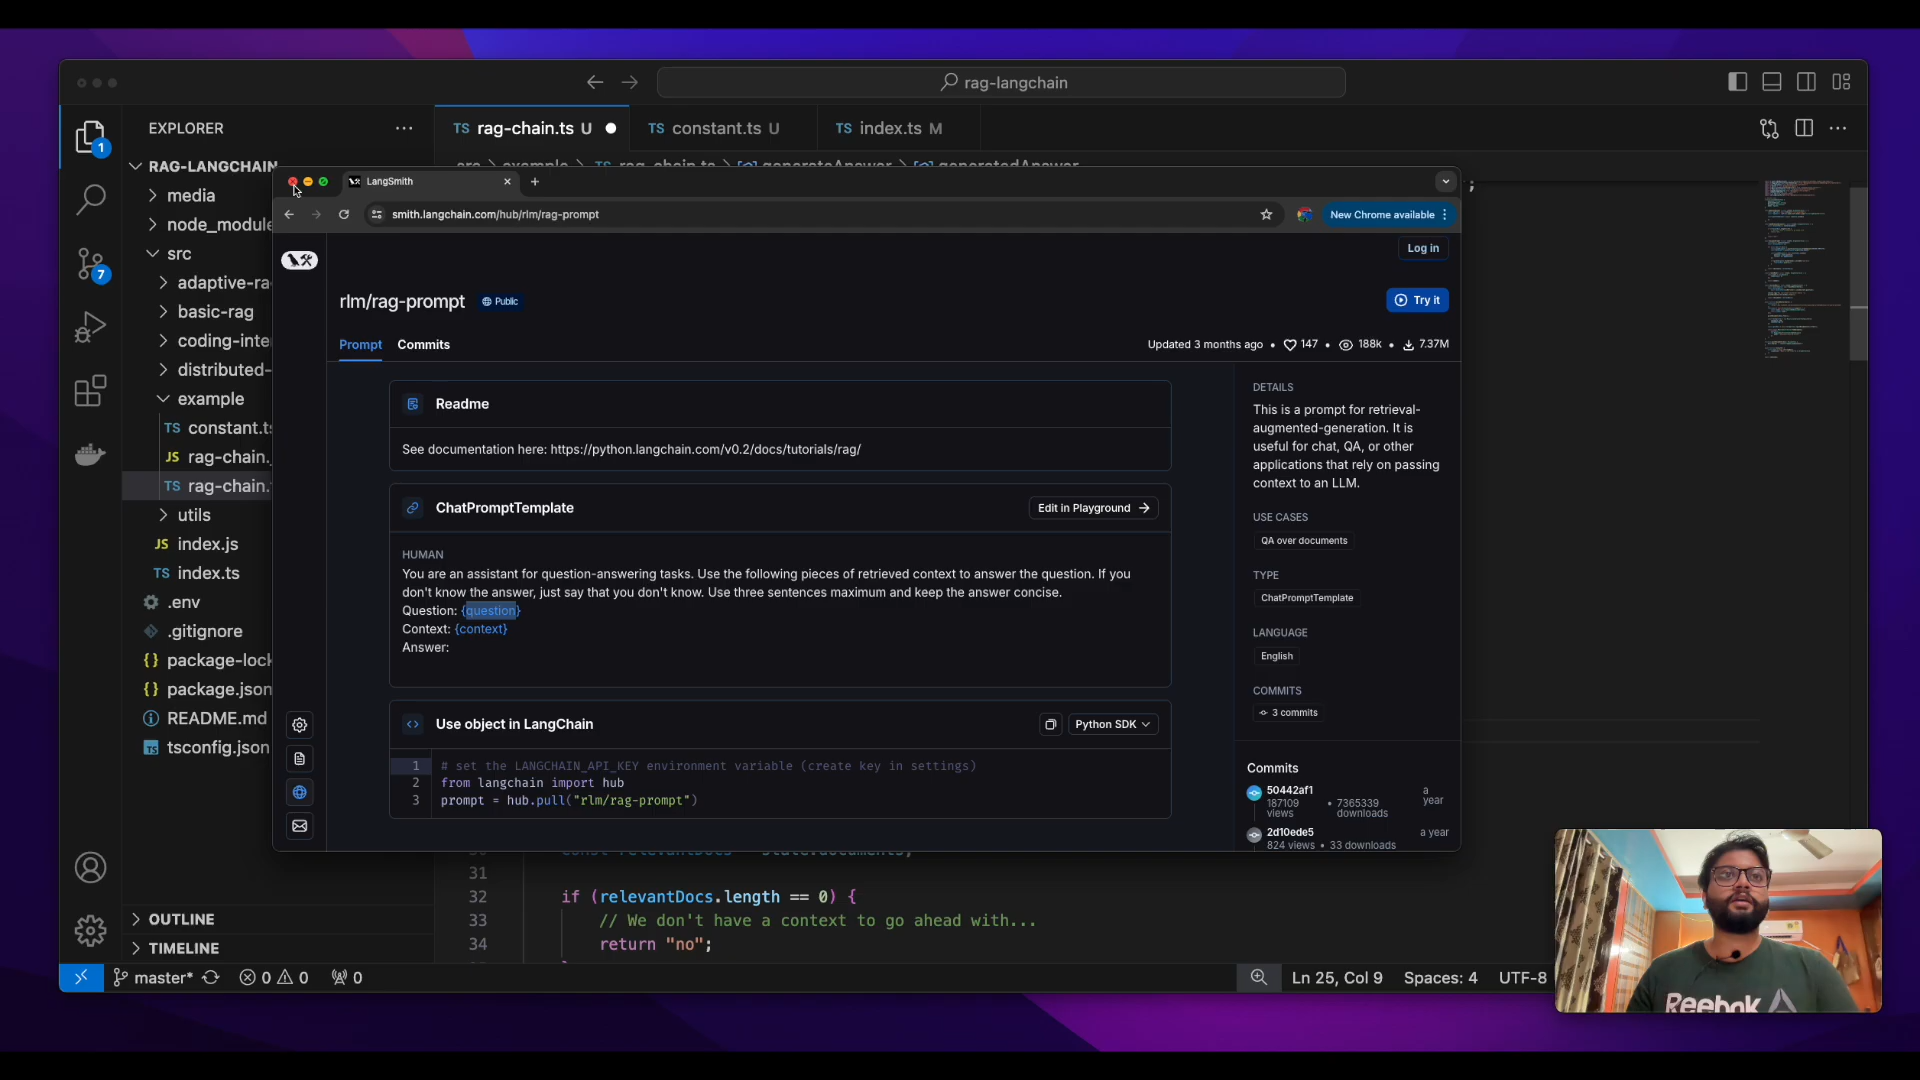 rag-langchain
EXPLORER
TS rag-chain.ts U
TS constant.ts U
TS index.ts M
1
RAG-LANGCHAIN
media
node_module
src
adaptive-ra
basic-rag
coding-inte
distributed-
example
TS constant.ts
JS rag-chain.
TS rag-chain.
utils
JS index.js
TS index.ts
.env
.gitignore
{} package-lock
{} package.json
README.md
TS tsconfig.json
7
OUTLINE
TIMELINE
LangSmith
smith.langchain.com/hub/rlm/rag-prompt
New Chrome available
Log in
rlm/rag-prompt
Public
Try it
Prompt
Commits
Updated 3 months ago • 147 • 188k • 7.37M
Readme
See documentation here: https://python.langchain.com/v0.2/docs/tutorials/rag/
ChatPromptTemplate
Edit in Playground
HUMAN
You are an assistant for question-answering tasks. Use the following pieces of retrieved context to answer the question. If you
don't know the answer, just say that you don't know. Use three sentences maximum and keep the answer concise.
Question: {question}
Context: {context}
Answer:
Use object in LangChain
Python SDK
1 # set the LANGCHAIN_API_KEY environment variable (create key in settings)
2 from langchain import hub
3 prompt = hub.pull("rlm/rag-prompt")
DETAILS
This is a prompt for retrieval-
augmented-generation. It is
useful for chat, QA, or other
applications that rely on passing
context to an LLM.
USE CASES
QA over documents
TYPE
ChatPromptTemplate
LANGUAGE
English
COMMITS
3 commits
Commits
50442af1
187109 views • 7365339 downloads
a year
2d10ede5
824 views • 33 downloads
a year
31
32 if (relevantDocs.length == 0) {
33 // We don't have a context to go ahead with...
34 return "no";
master*
0 0
0
Ln 25, Col 9
Spaces: 4
UTF-8
Reebok